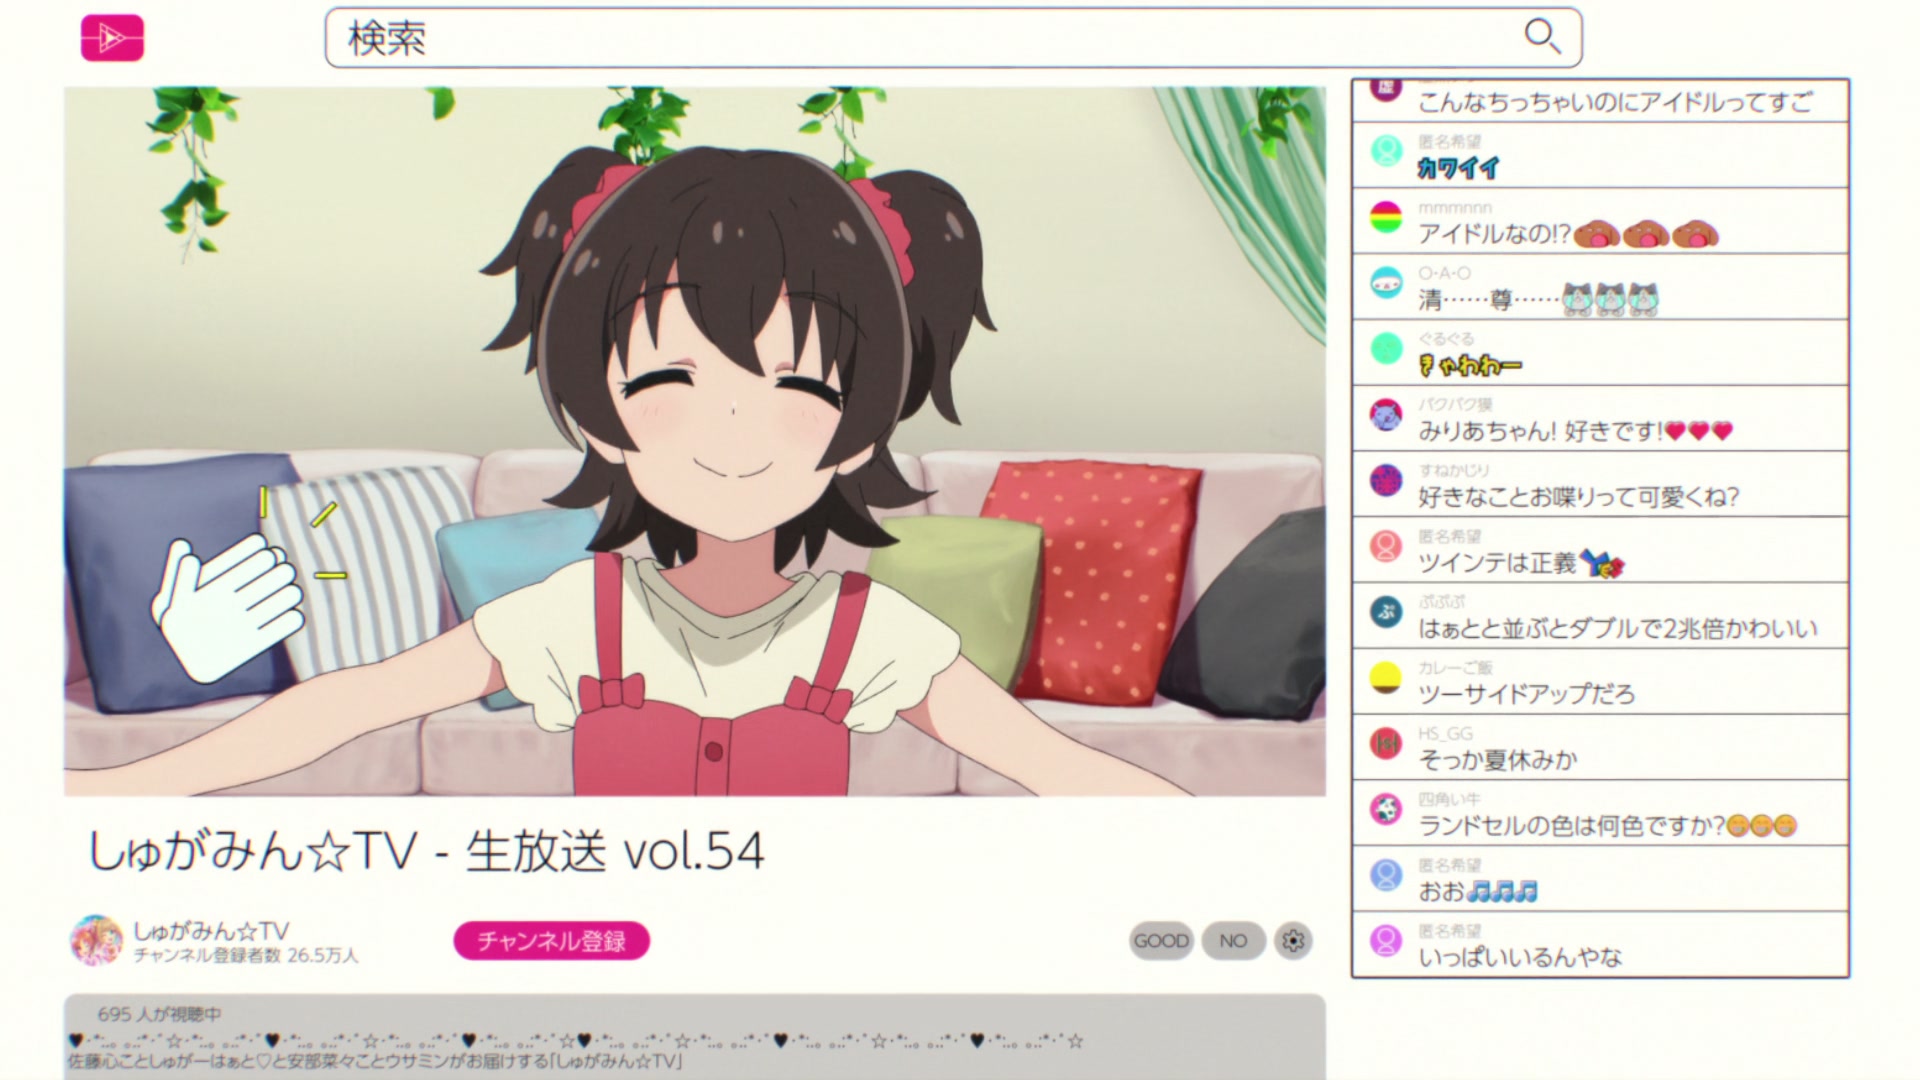 検索
しゅがみん☆TV - 生放送 vol.54
しゅがみん☆TV
チャンネル登録者数 26.5万人
チャンネル登録
GOOD
NO
695 人が視聴中
佐藤心ことしゅがーはぁと♡と安部菜々ことウサミンがお届けする｢しゅがみん☆TV｣
虚
こんなちっちゃいのにアイドルってすご
匿名希望
カワイイ
mmmnnn
アイドルなの!?
O・A・O
清……尊……
ぐるぐる
きゃわわー
バクバク獏
みりあちゃん! 好きです!♥♥♥
すねかじり
好きなことお喋りって可愛くね?
匿名希望
ツインテは正義
ぷ
ぷぷぷ
はぁとと並ぶとダブルで2兆倍かわいい
カレーご飯
ツーサイドアップだろ
HS_GG
そっか夏休みか
四角い牛
ランドセルの色は何色ですか?
匿名希望
おお🎵🎵🎵
匿名希望
いっぱいいるんやな